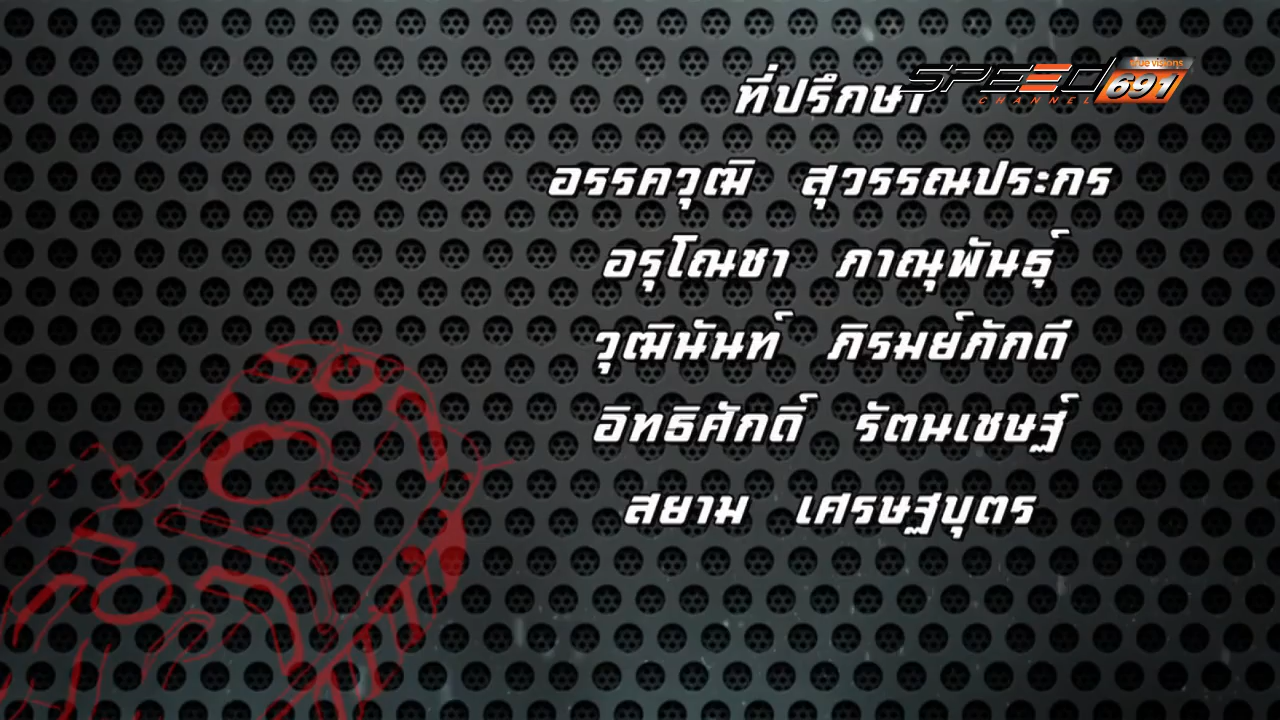 true visions
SPEED 691
CHANNEL
ที่ปรึกษา
อรรควุฒิ สุวรรณประกร
อรุโณชา ภาณุพันธุ์
วุฒินันท์ ภิรมย์ภักดี
อิทธิศักดิ์ รัตนเชษฐ์
สยาม เศรษฐบุตร